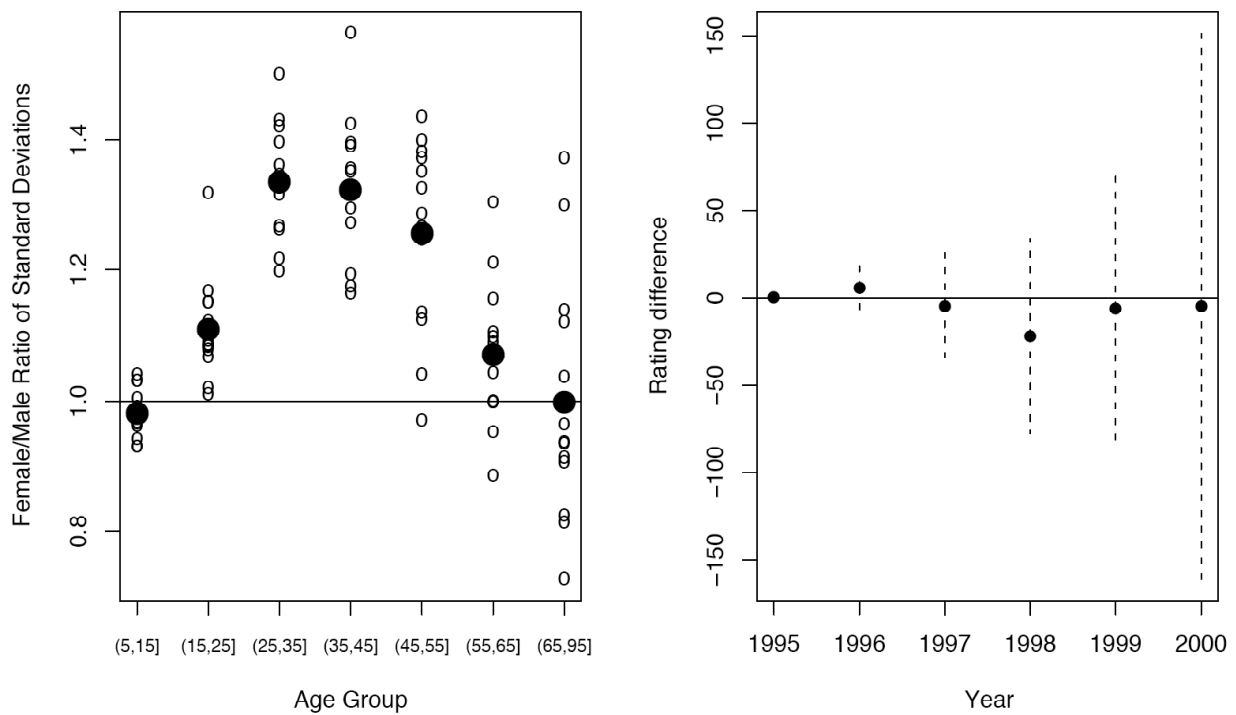 Female/Male Ratio of Standard Deviations
1.4
1.2
1.0
0.8
(5,15] (15,25] (25,35] (35,45] (45,55] (55,65] (65,95]
Age Group
Rating difference
150
100
50
0
−50
−100
−150
1995 1996 1997 1998 1999 2000
Year